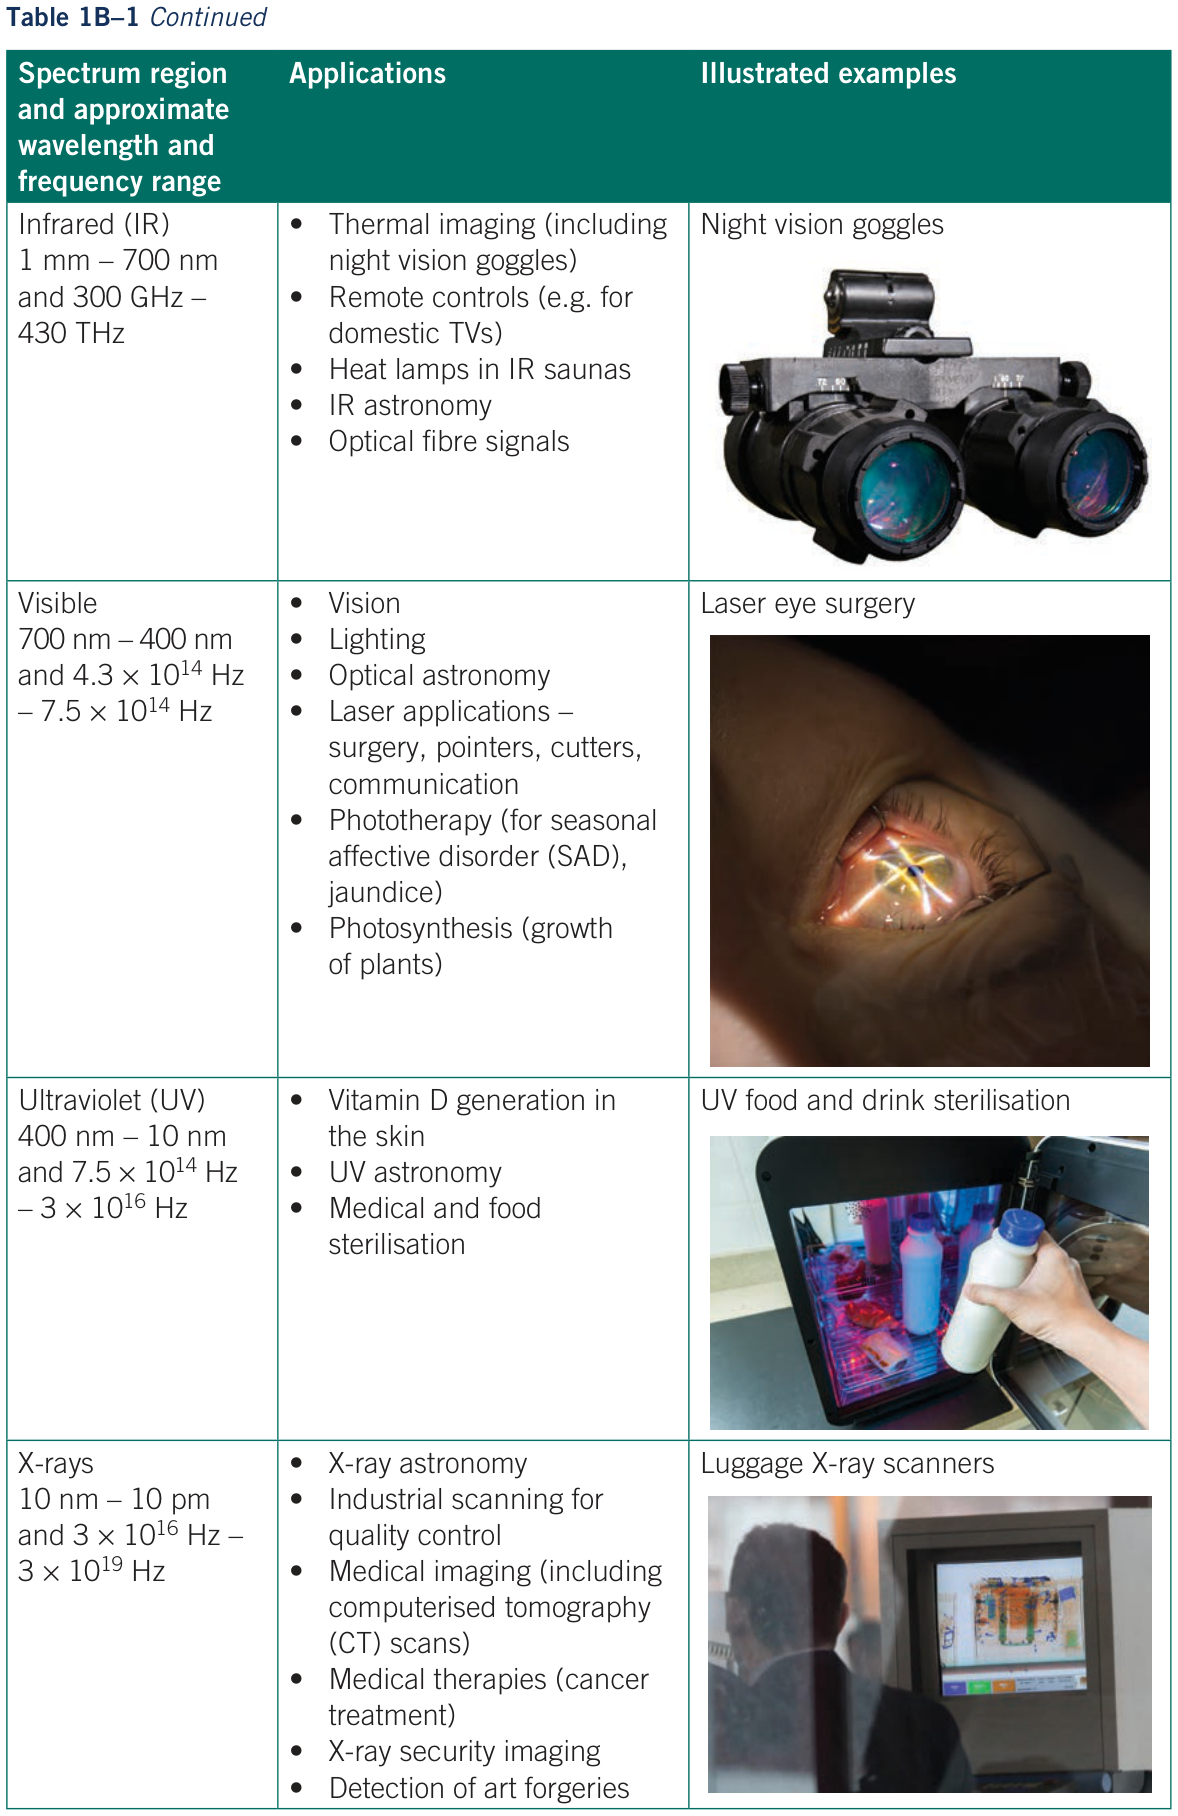 Table 1B–1 Continued
Spectrum region
and approximate
wavelength and
frequency range
Applications
Illustrated examples
Infrared (IR)
1 mm – 700 nm
and 300 GHz –
430 THz
• Thermal imaging (including
night vision goggles)
• Remote controls (e.g. for
domestic TVs)
• Heat lamps in IR saunas
• IR astronomy
• Optical fibre signals
Night vision goggles
Visible
700 nm – 400 nm
and 4.3 × 10¹⁴ Hz
– 7.5 × 10¹⁴ Hz
• Vision
• Lighting
• Optical astronomy
• Laser applications –
surgery, pointers, cutters,
communication
• Phototherapy (for seasonal
affective disorder (SAD),
jaundice)
• Photosynthesis (growth
of plants)
Laser eye surgery
Ultraviolet (UV)
400 nm – 10 nm
and 7.5 × 10¹⁴ Hz
– 3 × 10¹⁶ Hz
• Vitamin D generation in
the skin
• UV astronomy
• Medical and food
sterilisation
UV food and drink sterilisation
X-rays
10 nm – 10 pm
and 3 × 10¹⁶ Hz –
3 × 10¹⁹ Hz
• X-ray astronomy
• Industrial scanning for
quality control
• Medical imaging (including
computerised tomography
(CT) scans)
• Medical therapies (cancer
treatment)
• X-ray security imaging
• Detection of art forgeries
Luggage X-ray scanners